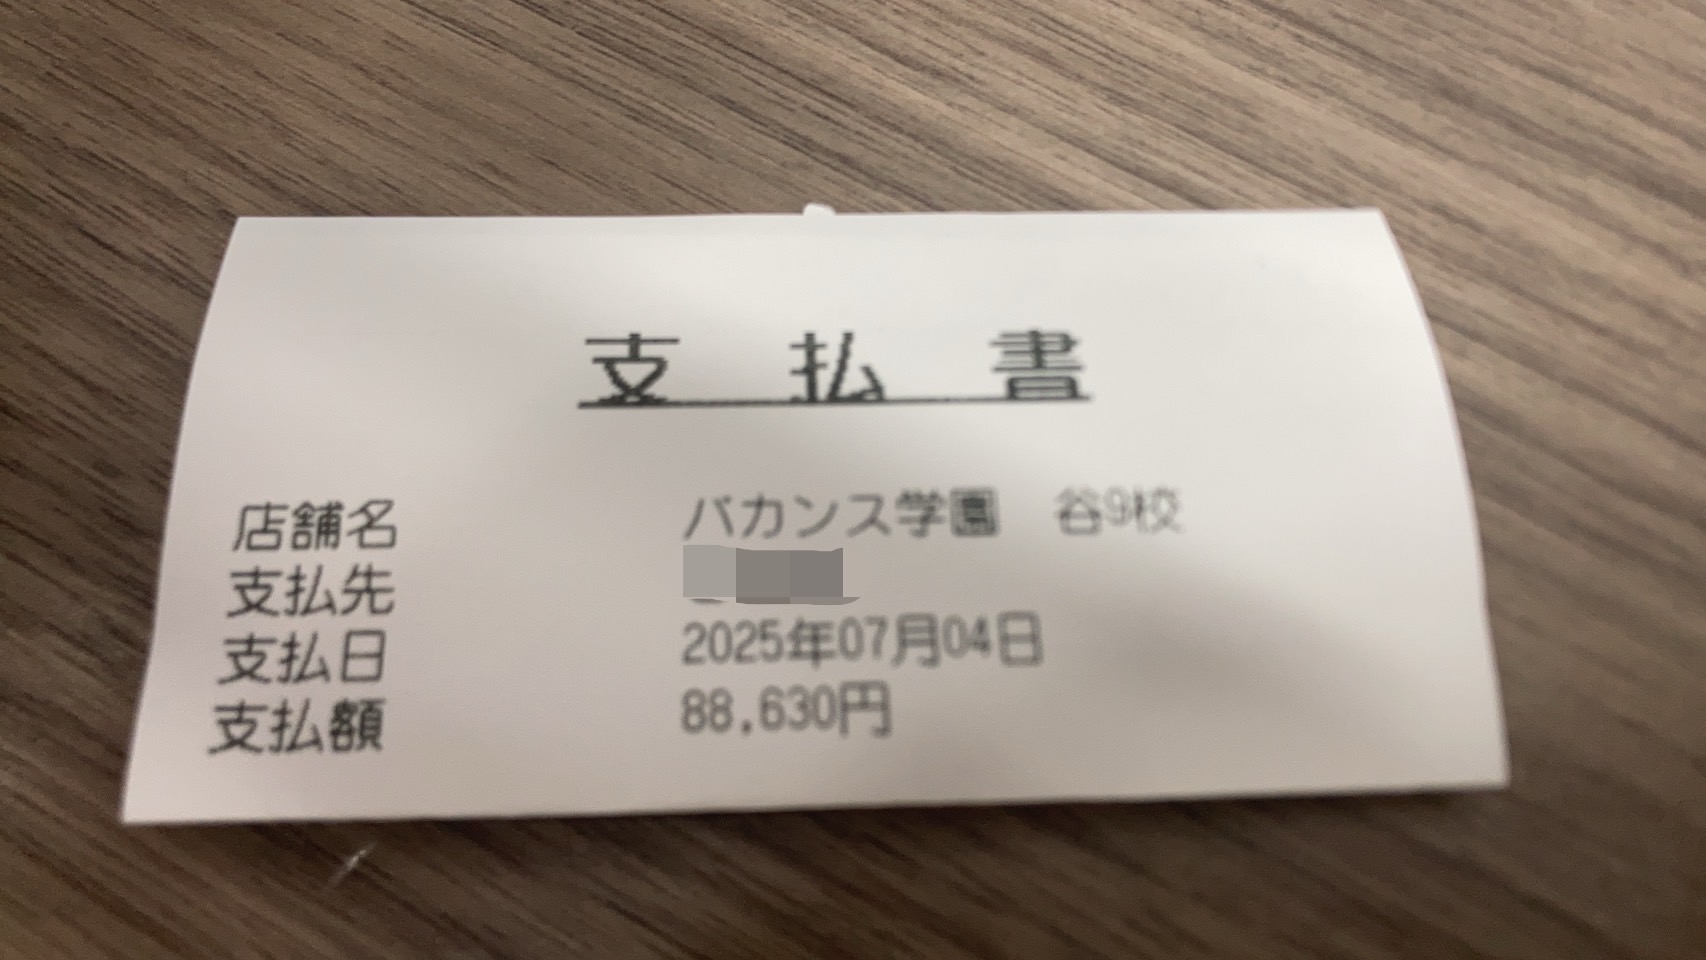 支払書
店舗名 バカンス学園 谷9校
支払先
支払日 2025年07月04日
支払額 88,630円